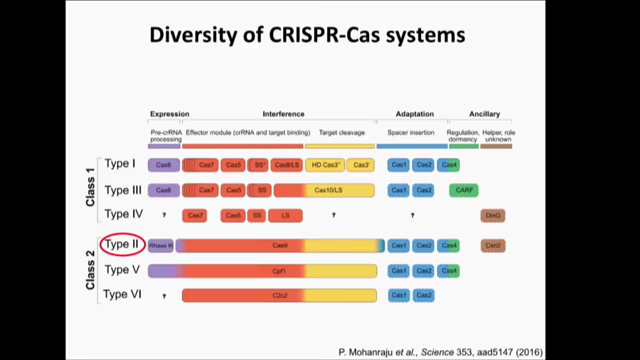 Diversity of CRISPR-Cas systems
Expression Interference Adaptation Ancillary
Pre-crRNA processing Effector module (crRNA and target binding) Target cleavage Spacer insertion Regulation, dormancy Helper, role unknown
Class 1
Type I Cas6 Cas7 Cas5 SS* Cas8/LS HD Cas3" Cas3' Cas1 Cas2 Cas4
Type III Cas6 Cas7 Cas5 SS Cas10/LS Cas1 Cas2 CARF
Type IV ? Cas7 Cas5 SS LS ? ? DinG
Class 2
Type II RNase III Cas9 Cas1 Cas2 Cas4 Csn2
Type V Cpf1 Cas1 Cas2 Cas4
Type VI ? C2c2 Cas1 Cas2
P. Mohanraju et al., Science 353, aad5147 (2016)